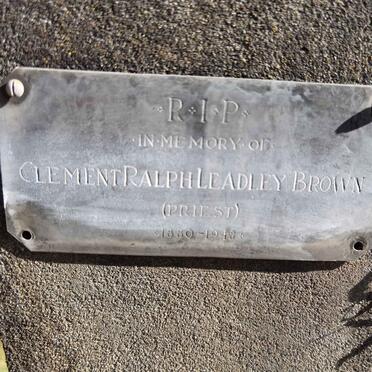 R·I·P
IN·MEMORY·OF
CLEMENT RALPH LEADLEY BROWN
(PRIEST)